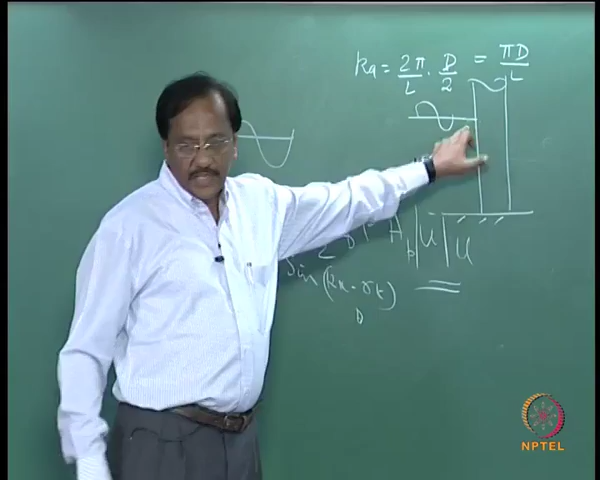 ka = 2π/L · D/2 = πD/L
|u| u
Sin (kx - σt)
D
NPTEL